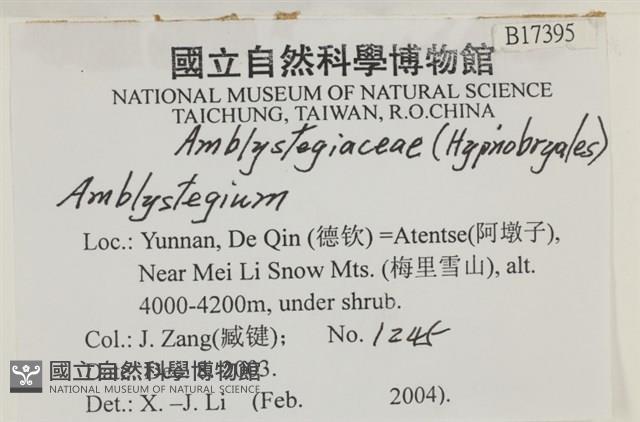 B17395
國立自然科學博物館
NATIONAL MUSEUM OF NATURAL SCIENCE
TAICHUNG, TAIWAN, R.O.CHINA
Amblystegiaceae (Hypnobryales)
Amblystegium
Loc.: Yunnan, De Qin (德钦) =Atentse(阿墩子),
Near Mei Li Snow Mts. (梅里雪山), alt.
4000-4200m, under shrub.
Col.: J. Zang(臧键); No. 1245
2003.
國立自然科學博物館
NATIONAL MUSEUM OF NATURAL SCIENCE
Det.: X. –J. Li (Feb. 2004).